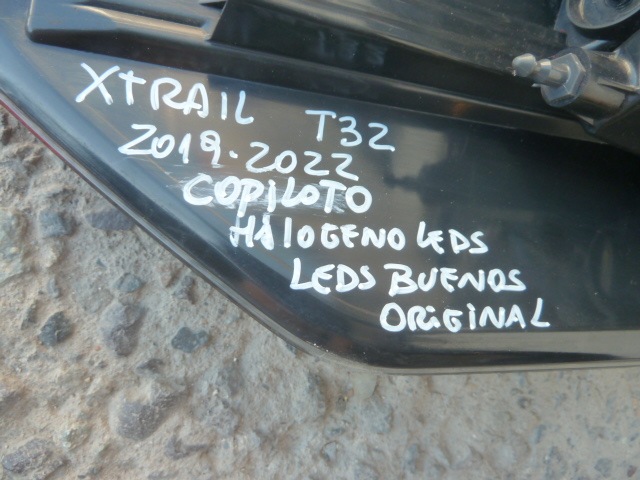 XTRAIL T32
2019-2022
COPILOTO
HALOGENO LEDS
LEDS BUENOS
ORIGINAL